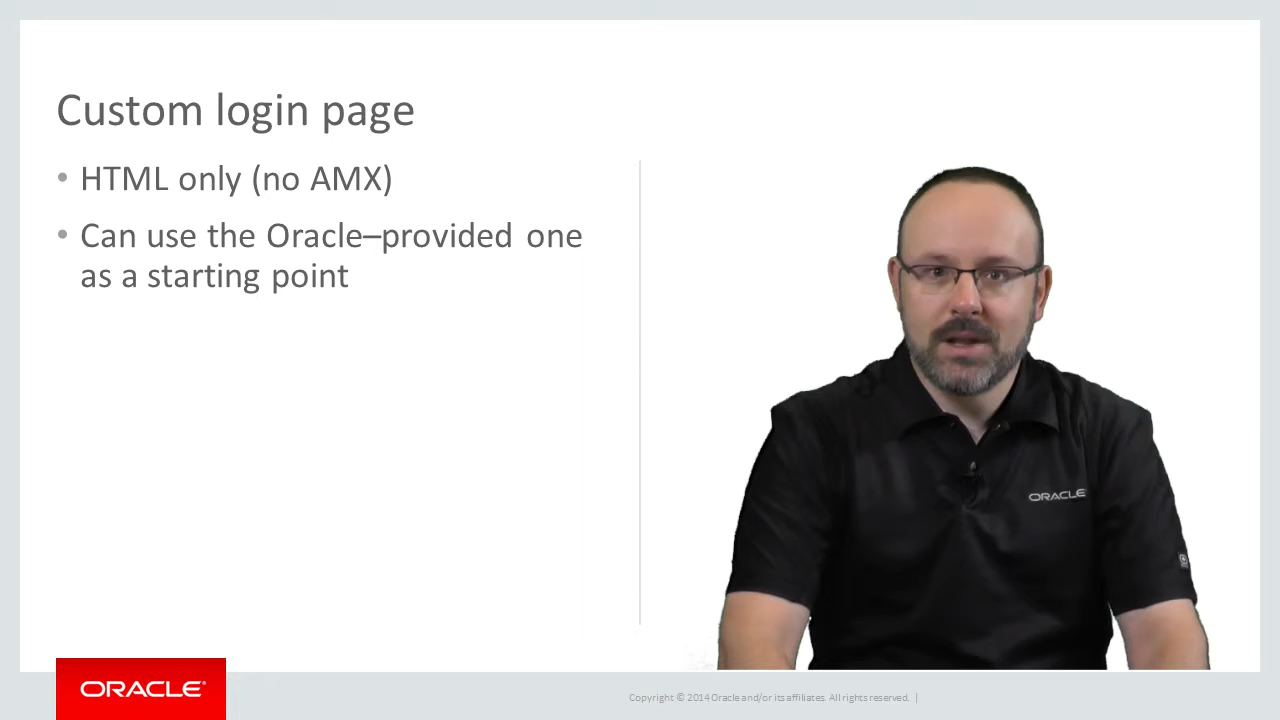 Custom login page
• HTML only (no AMX)
• Can use the Oracle–provided one
as a starting point
ORACLE
ORACLE®
Copyright © 2014 Oracle and/or its affiliates. All rights reserved. |